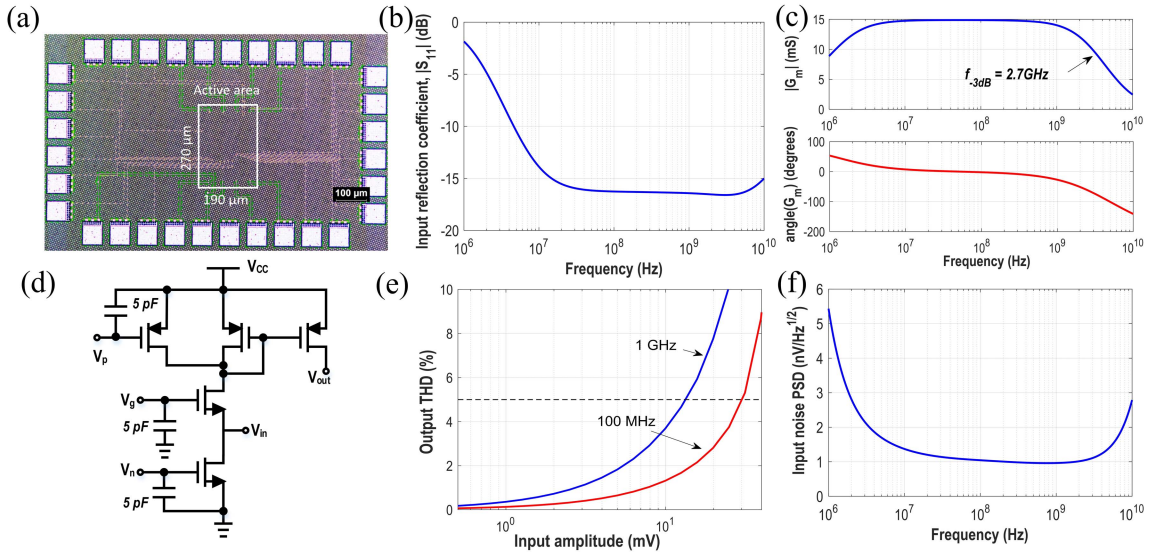 (a)
Active area
270 µm
190 µm
100 µm
(b)
Input reflection coefficient, |S11| (dB)
0
-5
-10
-15
-20
10^6
10^7
10^8
10^9
10^10
Frequency (Hz)
(c)
|Gm| (mS)
15
10
5
0
f-3dB = 2.7GHz
10^6
10^7
10^8
10^9
10^10
angle(Gm) (degrees)
100
0
-100
-200
10^6
10^7
10^8
10^9
10^10
Frequency (Hz)
(d)
VCC
5 pF
Vp
Vout
Vg
5 pF
Vin
Vn
5 pF
(e)
Output THD (%)
10
8
6
4
2
0
1 GHz
100 MHz
10^0
10^1
Input amplitude (mV)
(f)
Input noise PSD (nV/Hz^1/2)
6
5
4
3
2
1
0
10^6
10^7
10^8
10^9
10^10
Frequency (Hz)